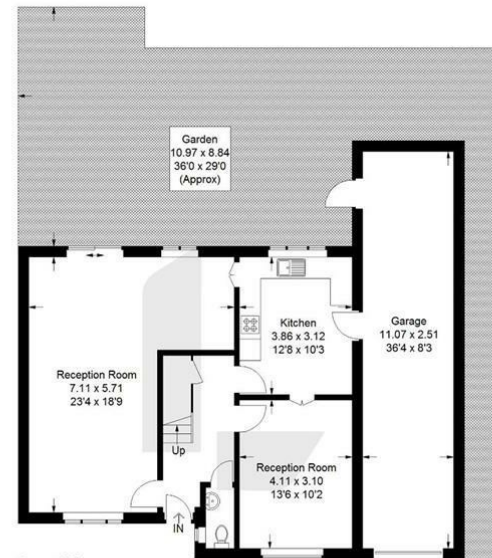 Garden
10.97 x 8.84
36'0 x 29'0
(Approx)
Kitchen
3.86 x 3.12
12'8 x 10'3
Garage
11.07 x 2.51
36'4 x 8'3
Reception Room
7.11 x 5.71
23'4 x 18'9
Up
Reception Room
4.11 x 3.10
13'6 x 10'2
IN